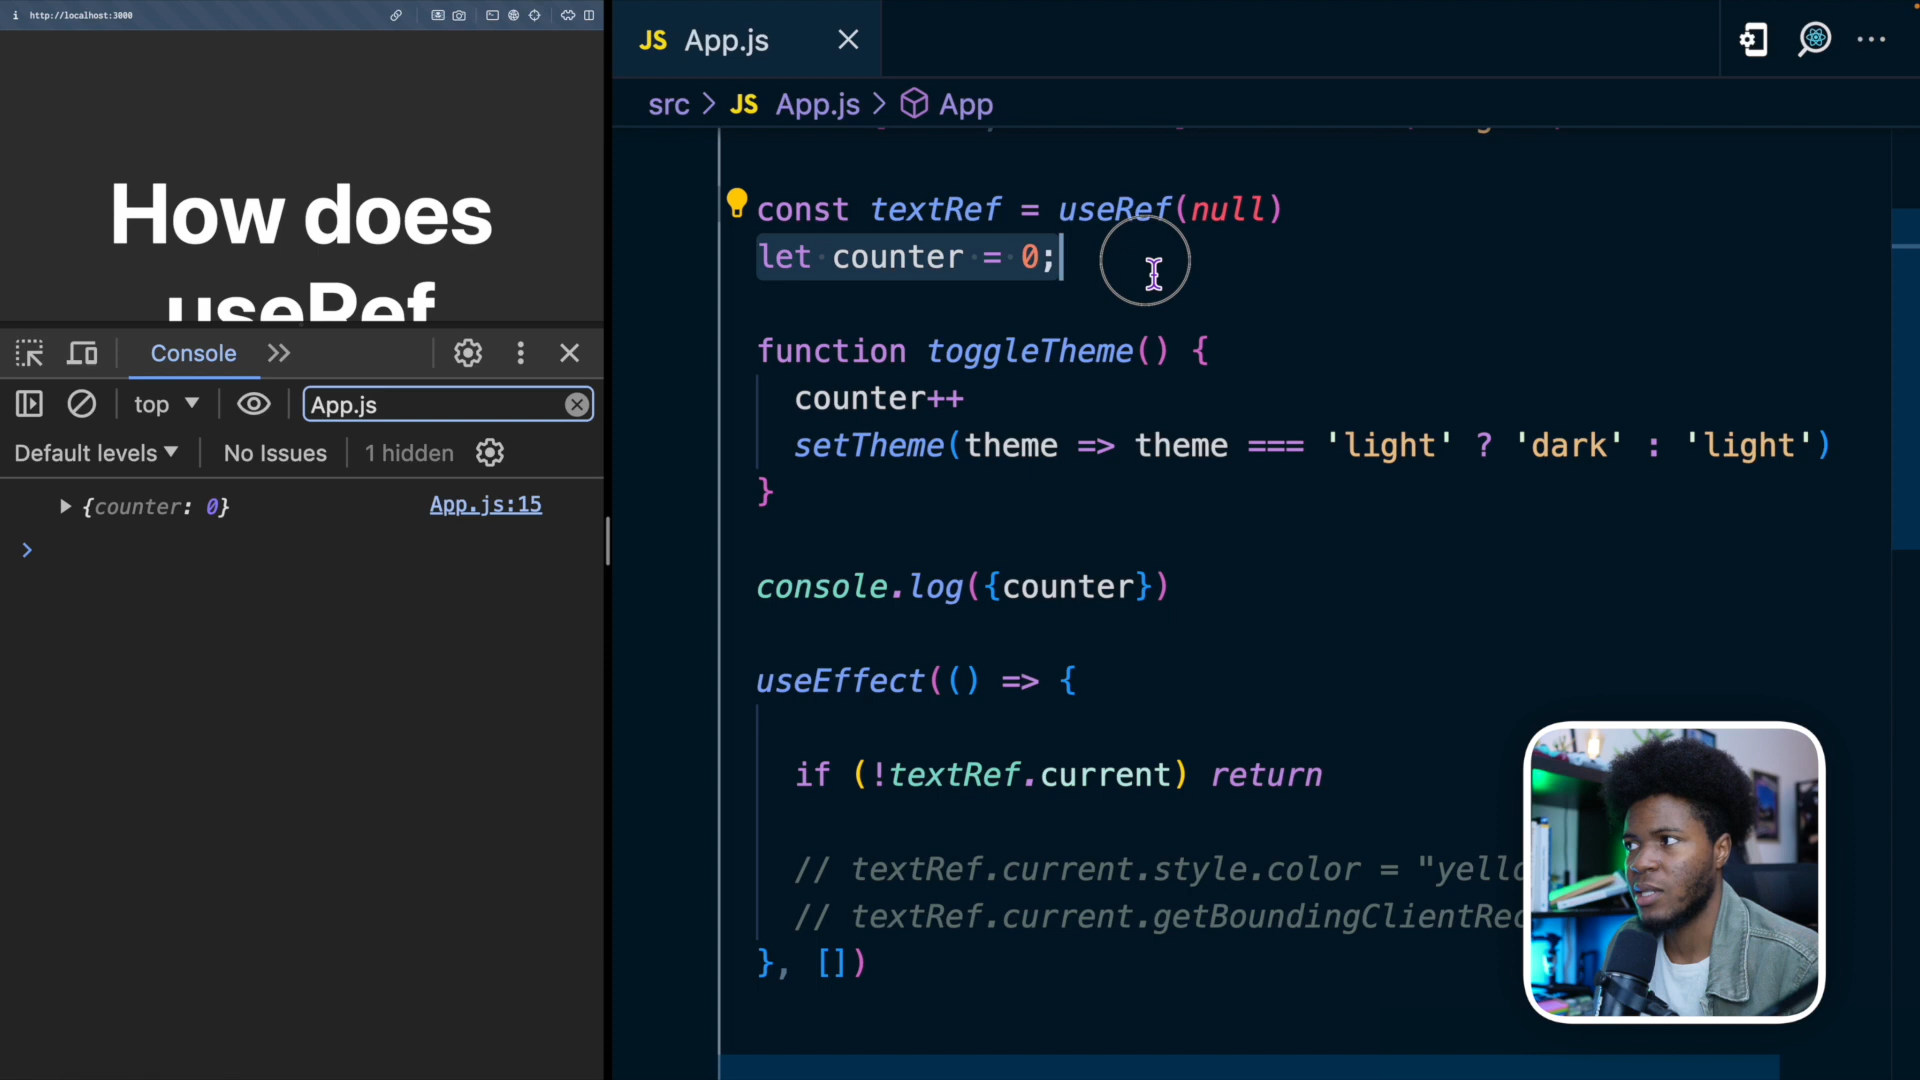 http://localhost:3000
How does
useRef
Console
top
App.js
Default levels
No Issues
1 hidden
{counter: 0}
App.js:15
JS App.js
src > JS App.js > App
const textRef = useRef(null)
let counter = 0;
function toggleTheme() {
counter++
setTheme(theme => theme === 'light' ? 'dark' : 'light')
}
console.log({counter})
useEffect(() => {
if (!textRef.current) return
// textRef.current.style.color = "yello
// textRef.current.getBoundingClientRec
}, [])